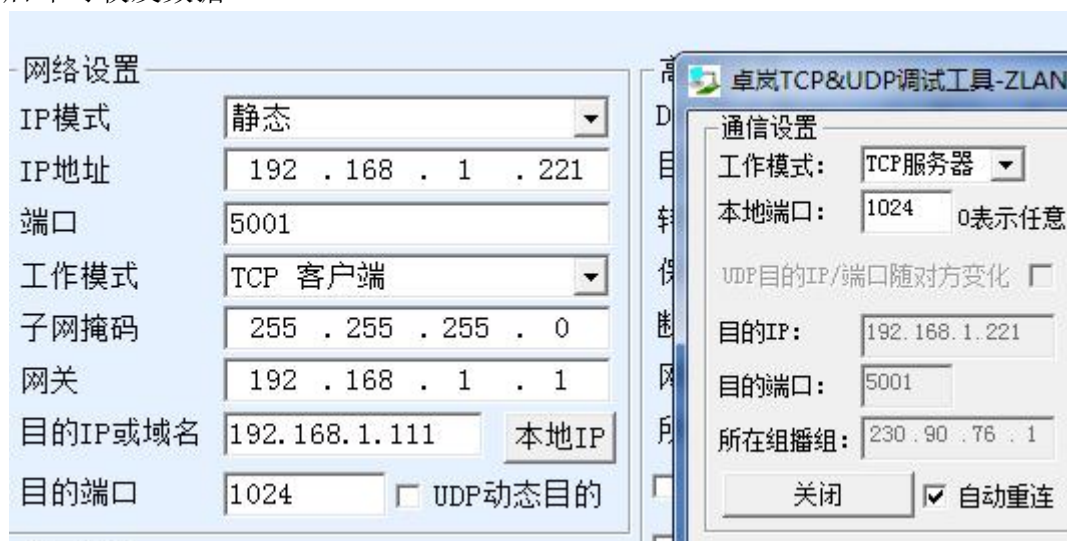 网络设置
IP模式 静态
IP地址 192 . 168 . 1 . 221
端口 5001
工作模式 TCP 客户端
子网掩码 255 . 255 . 255 . 0
网关 192 . 168 . 1 . 1
目的IP或域名 192.168.1.111 本地IP
目的端口 1024 UDP动态目的
卓岚TCP&UDP调试工具-ZLAN
通信设置
工作模式: TCP服务器
本地端口: 1024 0表示任意
UDP目的IP/端口随对方变化
目的IP: 192.168.1.221
目的端口: 5001
所在组播组: 230 . 90 . 76 . 1
关闭 自动重连